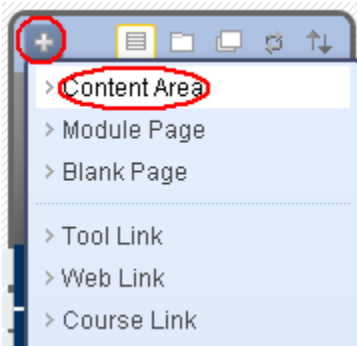 Content Area
Module Page
Blank Page
Tool Link
Web Link
Course Link